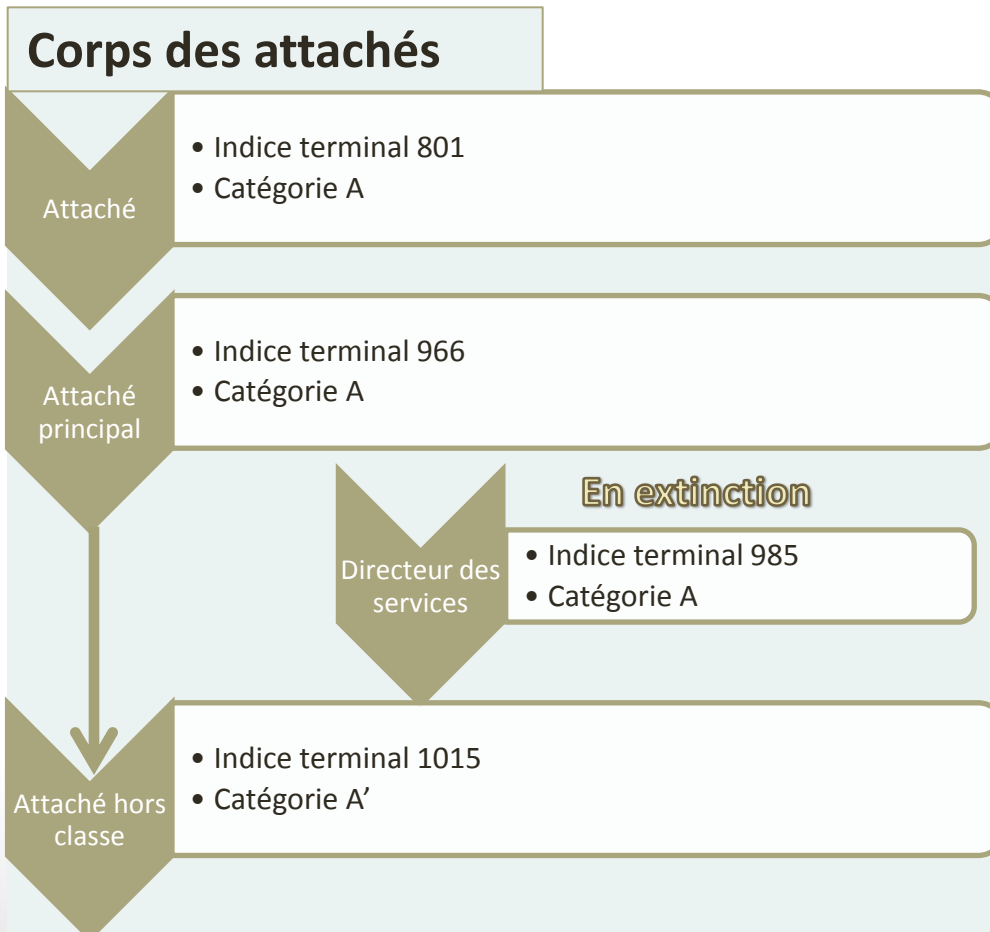 Corps des attachés
Attaché
• Indice terminal 801
• Catégorie A
Attaché
principal
• Indice terminal 966
• Catégorie A
En extinction
Directeur des
services
• Indice terminal 985
• Catégorie A
Attaché hors
classe
• Indice terminal 1015
• Catégorie A’